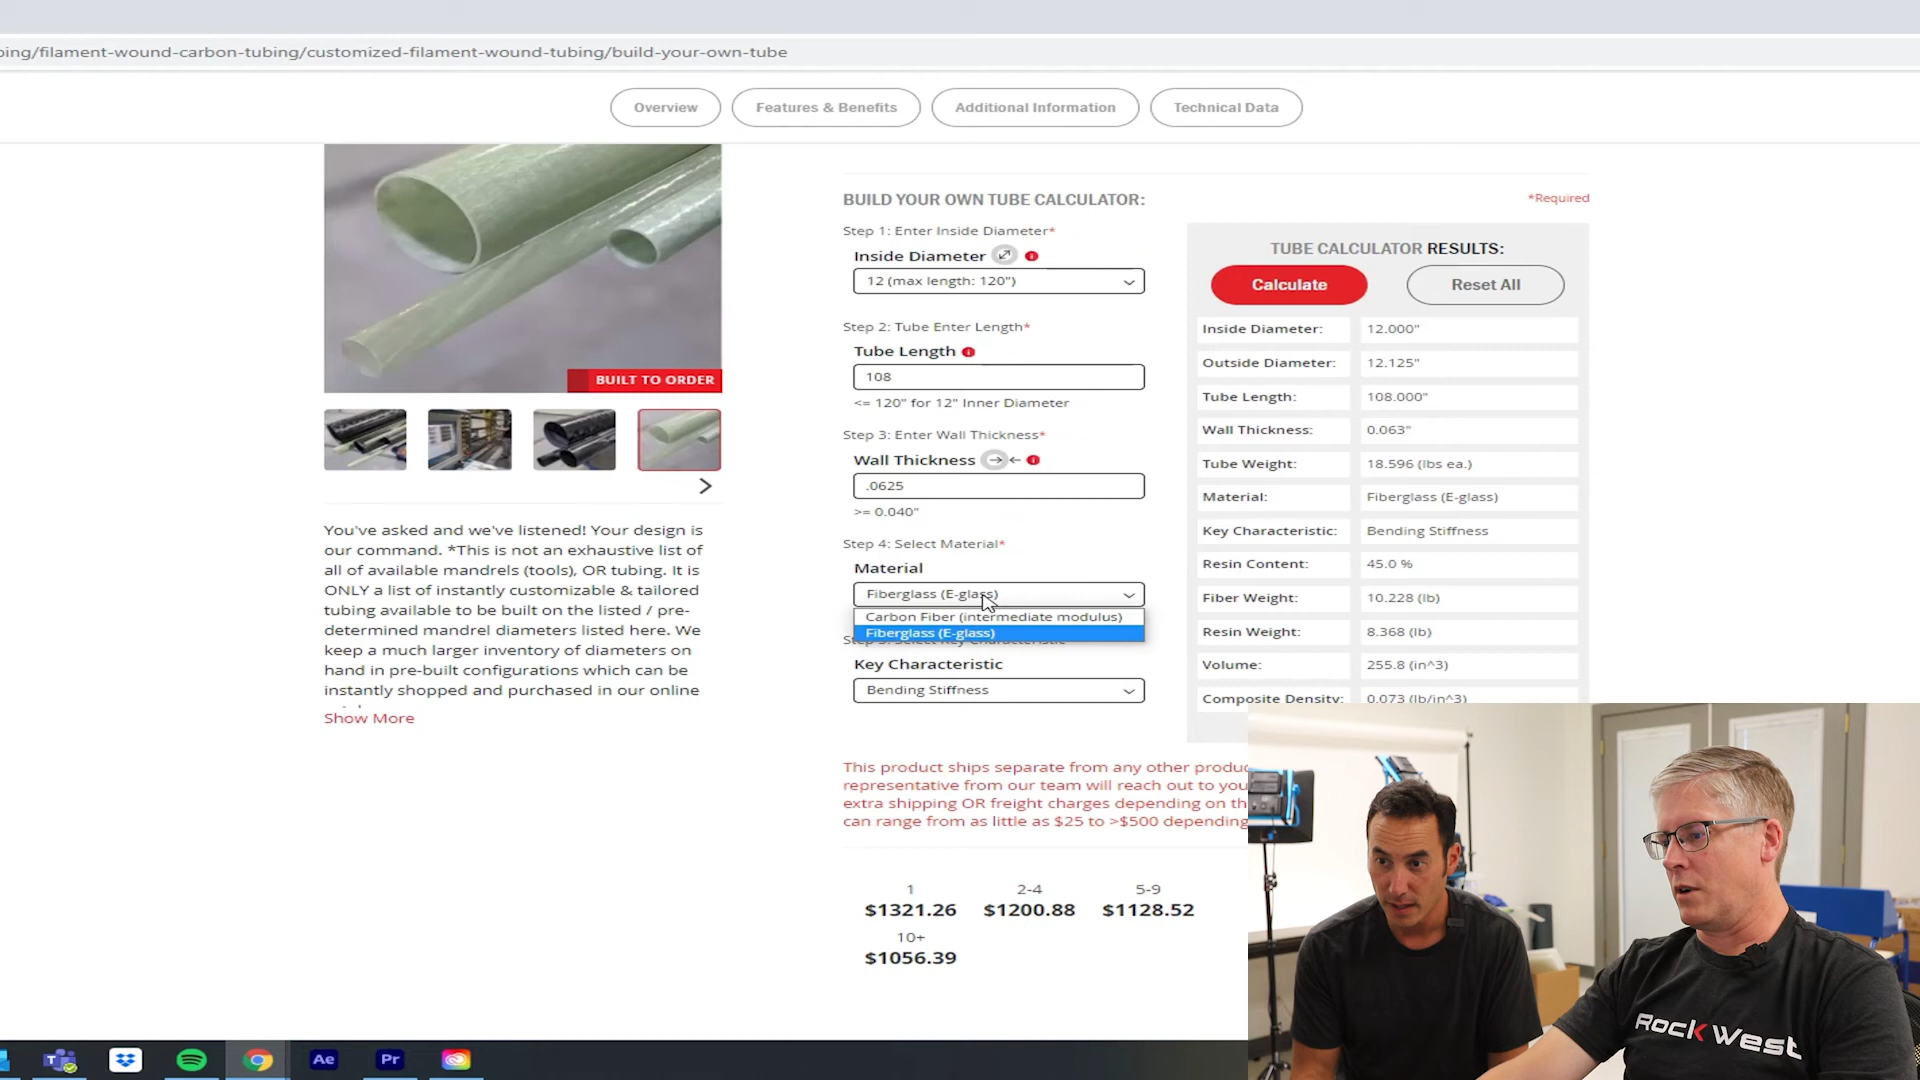 ing/filament-wound-carbon-tubing/customized-filament-wound-tubing/build-your-own-tube
Overview
Features & Benefits
Additional Information
Technical Data
BUILT TO ORDER
You've asked and we've listened! Your design is
our command. *This is not an exhaustive list of
all of available mandrels (tools), OR tubing. It is
ONLY a list of instantly customizable & tailored
tubing available to be built on the listed / pre-
determined mandrel diameters listed here. We
keep a much larger inventory of diameters on
hand in pre-built configurations which can be
instantly shopped and purchased in our online
Show More
BUILD YOUR OWN TUBE CALCULATOR:
*Required
Step 1: Enter Inside Diameter*
Inside Diameter
12 (max length: 120")
Step 2: Tube Enter Length*
Tube Length
108
<= 120" for 12" Inner Diameter
Step 3: Enter Wall Thickness*
Wall Thickness
.0625
>= 0.040"
Step 4: Select Material*
Material
Fiberglass (E-glass)
Carbon Fiber (intermediate modulus)
Fiberglass (E-glass)
Key Characteristic
Bending Stiffness
TUBE CALCULATOR RESULTS:
Calculate
Reset All
Inside Diameter: 12.000"
Outside Diameter: 12.125"
Tube Length: 108.000"
Wall Thickness: 0.063"
Tube Weight: 18.596 (lbs ea.)
Material: Fiberglass (E-glass)
Key Characteristic: Bending Stiffness
Resin Content: 45.0 %
Fiber Weight: 10.228 (lb)
Resin Weight: 8.368 (lb)
Volume: 255.8 (in^3)
Composite Density: 0.073 (lb/in^3)
This product ships separate from any other produc
representative from our team will reach out to you
extra shipping OR freight charges depending on th
can range from as little as $25 to >$500 depending
1 2-4 5-9
$1321.26 $1200.88 $1128.52
10+
$1056.39
Ae
Pr
Rock West